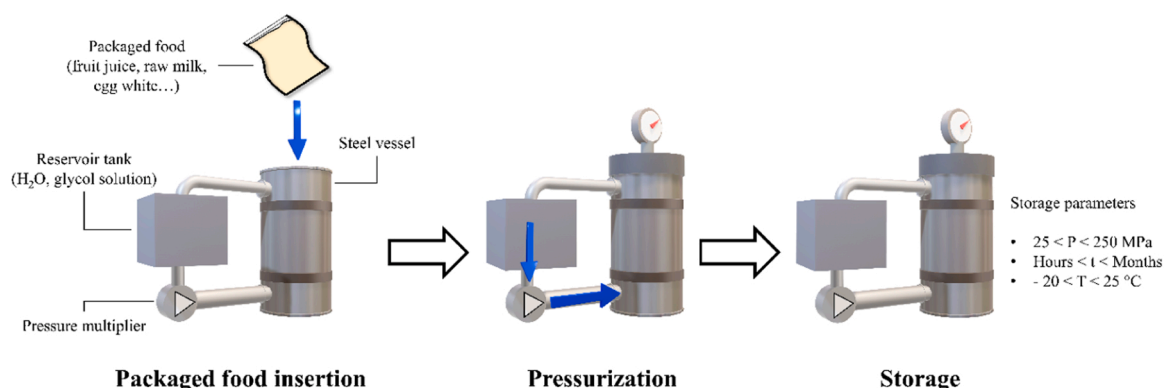 Packaged food
(fruit juice, raw milk,
egg white…)
Steel vessel
Reservoir tank
(H₂O, glycol solution)
Pressure multiplier
Storage parameters
• 25 < P < 250 MPa
• Hours < t < Months
• - 20 < T < 25 °C
Packaged food insertion
Pressurization
Storage